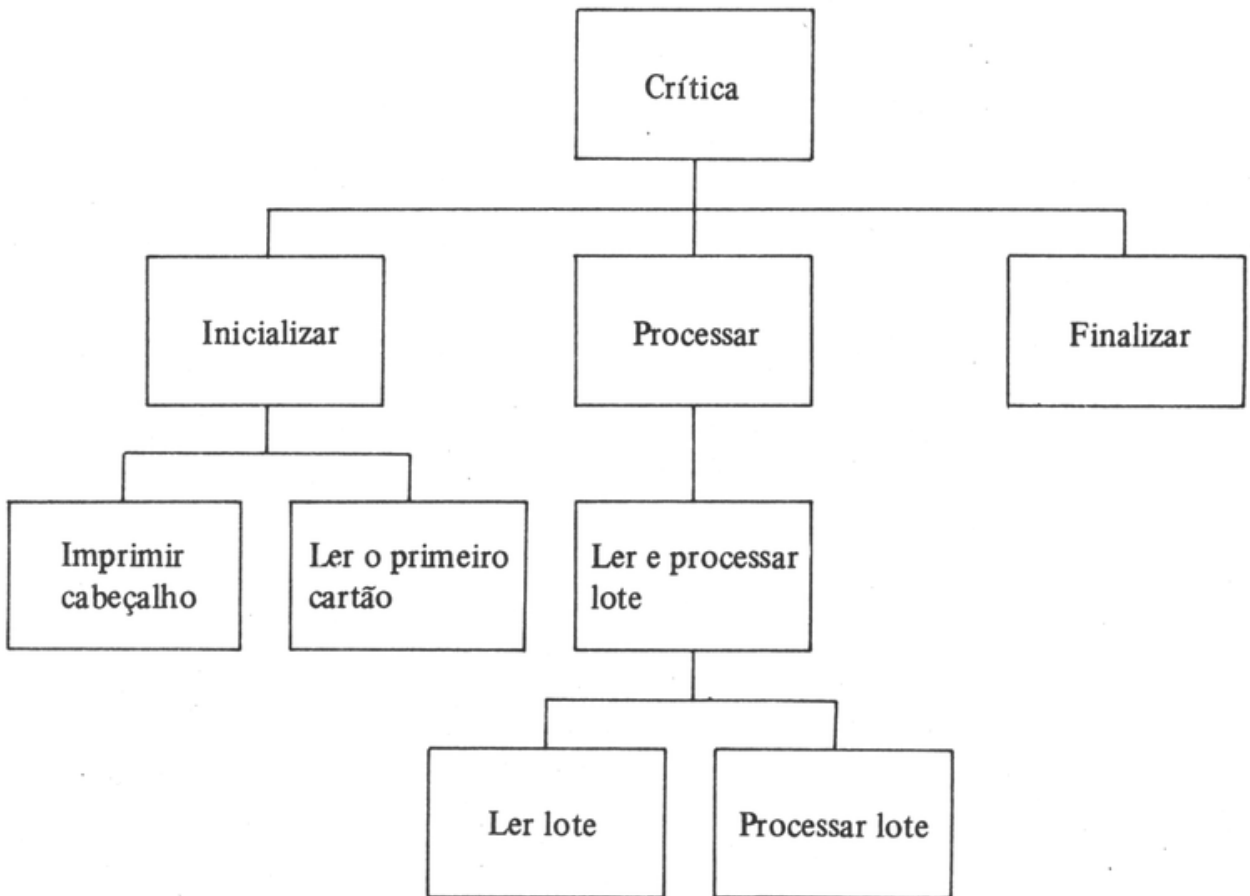 Crítica
Inicializar
Processar
Finalizar
Imprimir
cabeçalho
Ler o primeiro
cartão
Ler e processar
lote
Ler lote
Processar lote